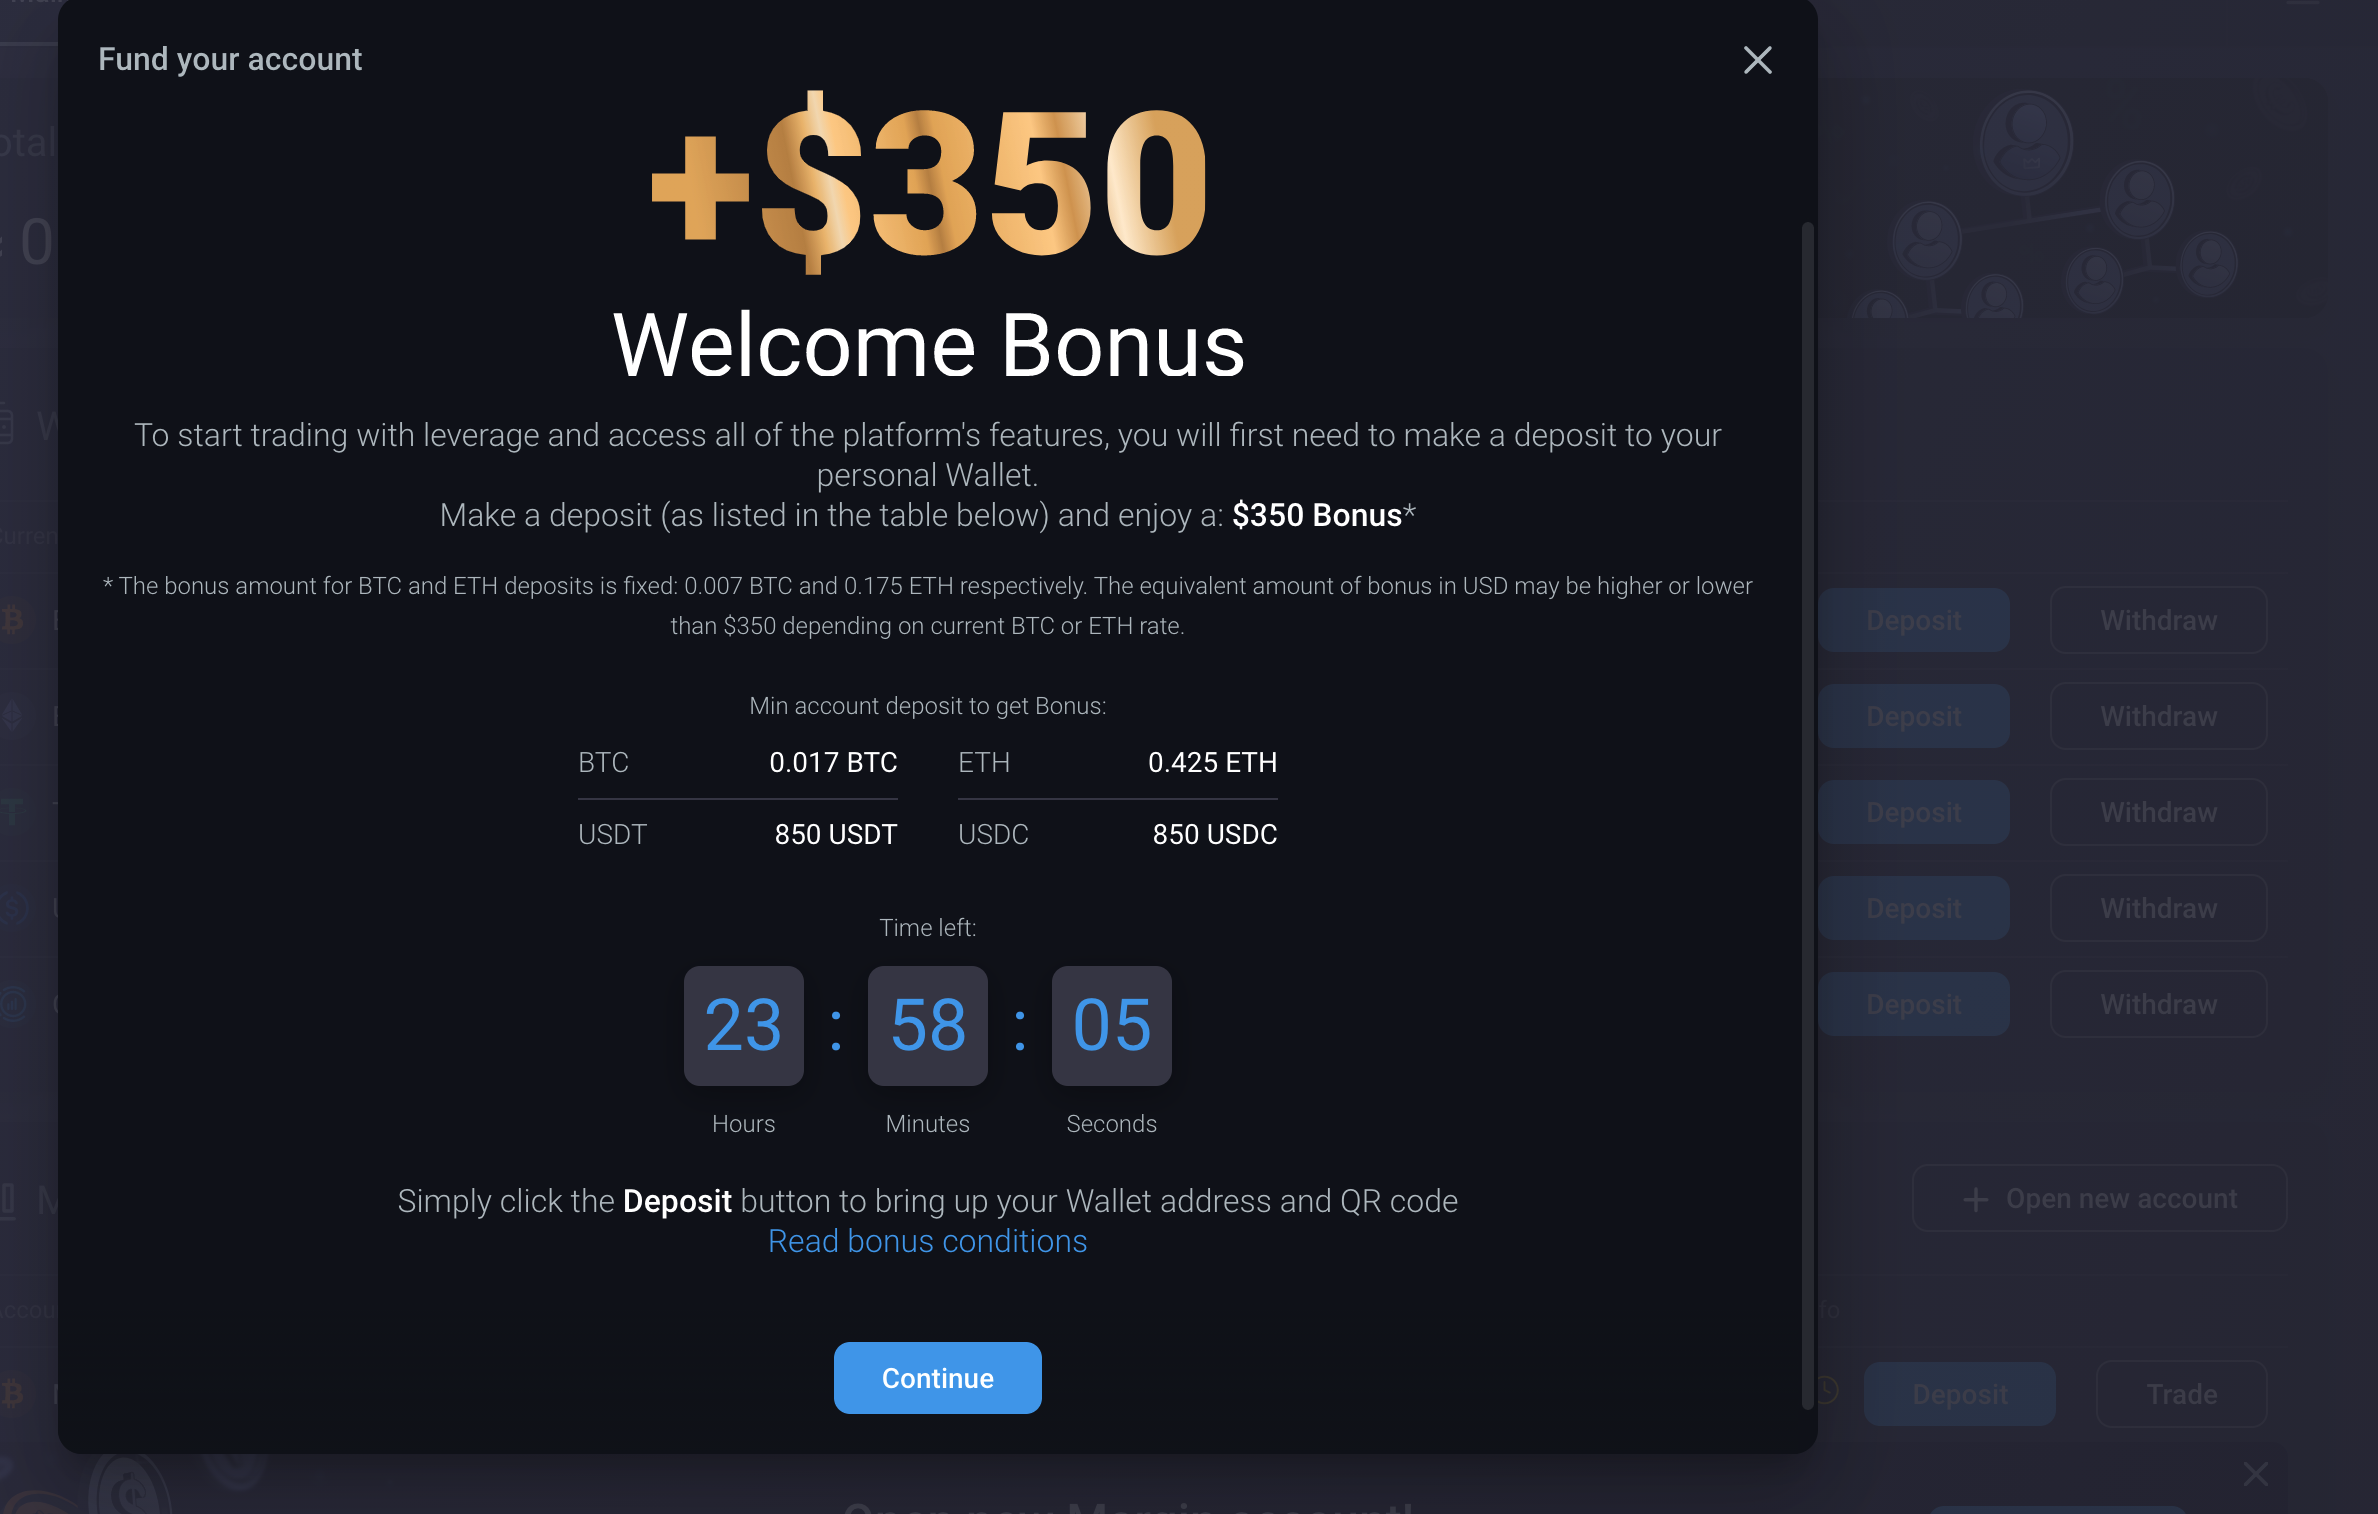 Fund your account
+$350
Welcome Bonus
To start trading with leverage and access all of the platform's features, you will first need to make a deposit to your
personal Wallet.
Make a deposit (as listed in the table below) and enjoy a: $350 Bonus*
* The bonus amount for BTC and ETH deposits is fixed: 0.007 BTC and 0.175 ETH respectively. The equivalent amount of bonus in USD may be higher or lower
than $350 depending on current BTC or ETH rate.
Min account deposit to get Bonus:
BTC 0.017 BTC ETH 0.425 ETH
USDT 850 USDT USDC 850 USDC
Time left:
23 : 58 : 05
Hours Minutes Seconds
Simply click the Deposit button to bring up your Wallet address and QR code
Read bonus conditions
Continue
0
Deposit Withdraw
Deposit Withdraw
Deposit Withdraw
Deposit Withdraw
Deposit Withdraw
+ Open new account
Deposit Trade